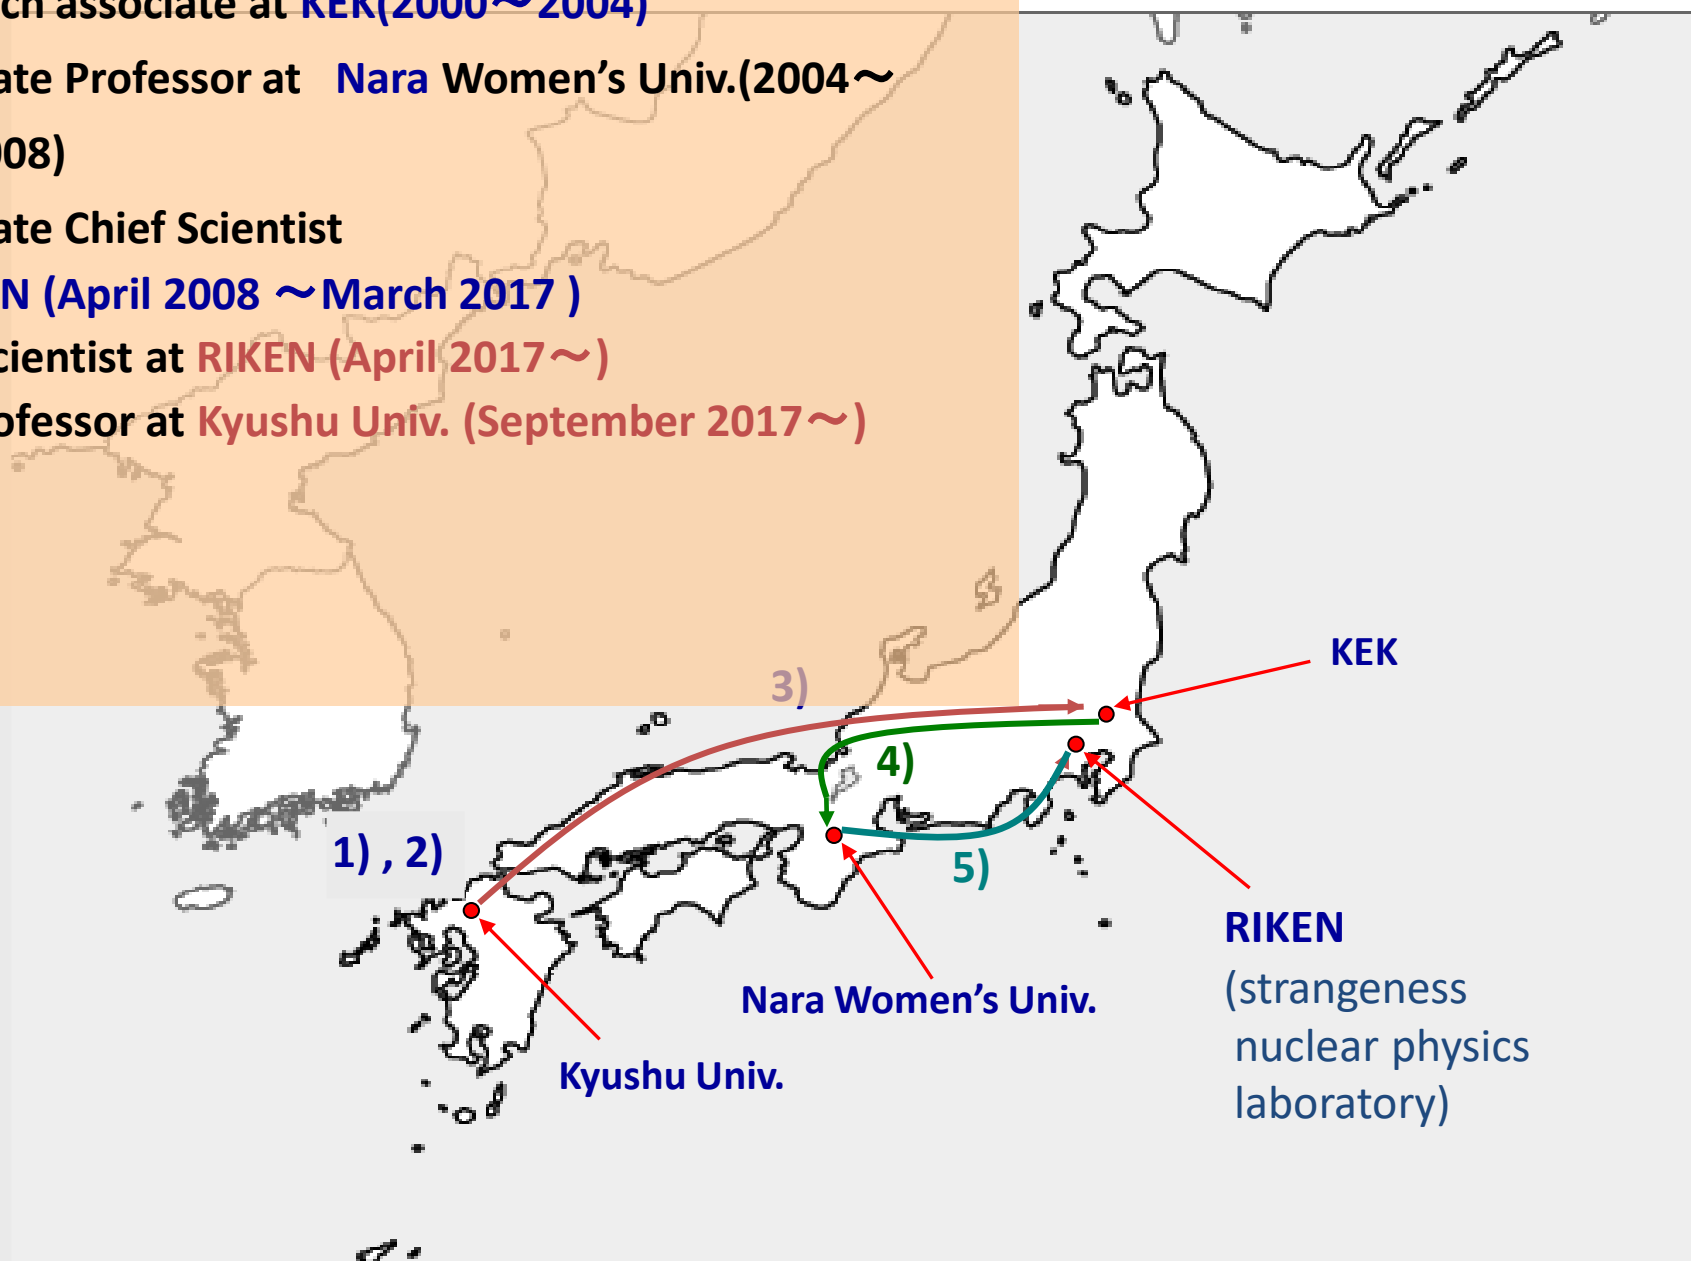 ch associate at KEK(2000～2004)
ate Professor at Nara Women's Univ.(2004～
08)
ate Chief Scientist
N (April 2008 ～March 2017 )
cientist at RIKEN (April 2017～)
ofessor at Kyushu Univ. (September 2017～)
KEK
3)
4)
1) , 2)
5)
RIKEN
(strangeness
nuclear physics
laboratory)
Nara Women's Univ.
Kyushu Univ.